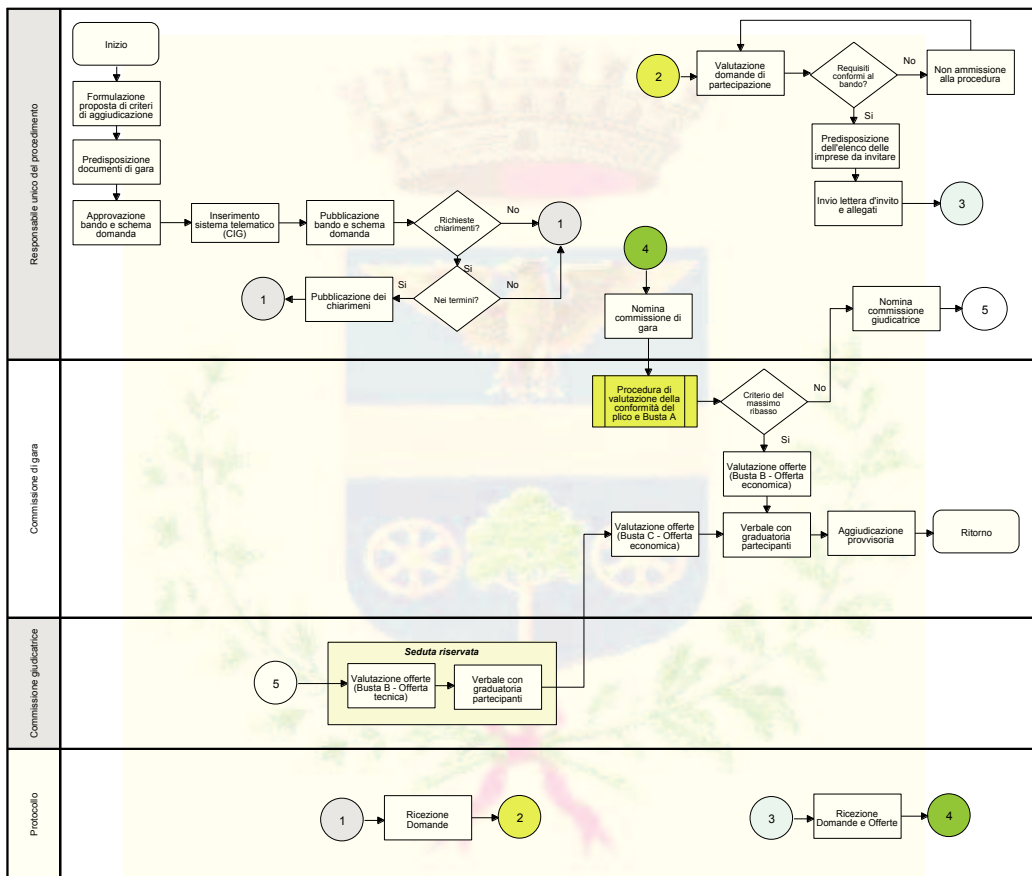 Responsabile unico del procedimento
Inizio
Formulazione
proposta di criteri
di aggiudicazione
Predisposizione
documenti di gara
Approvazione
bando e schema
domanda
Inserimento
sistema telematico
(CIG)
Pubblicazione
bando e schema
domanda
Richieste
chiarimenti?
No
1
Si
Nei termini?
No
Si
Pubblicazione dei
chiarimeni
1
2
Valutazione
domande di
partecipazione
Requisiti
conformi al
bando?
No
Non ammissione
alla procedura
Si
Predisposizione
dell'elenco delle
imprese da invitare
Invio lettera d'invito
e allegati
3
4
Nomina
commissione di
gara
Nomina
commissione
giudicatrice
5
Commissione di gara
Procedura di
valutazione della
conformità del
plico e Busta A
Criterio del
massimo
ribasso
No
Si
Valutazione offerte
(Busta B - Offerta
economica)
Valutazione offerte
(Busta C - Offerta
economica)
Verbale con
graduatoria
partecipanti
Aggiudicazione
provvisoria
Ritorno
Commissione giudicatrice
Seduta riservata
5
Valutazione offerte
(Busta B - Offerta
tecnica)
Verbale con
graduatoria
partecipanti
Protocollo
1
Ricezione
Domande
2
3
Ricezione
Domande e Offerte
4